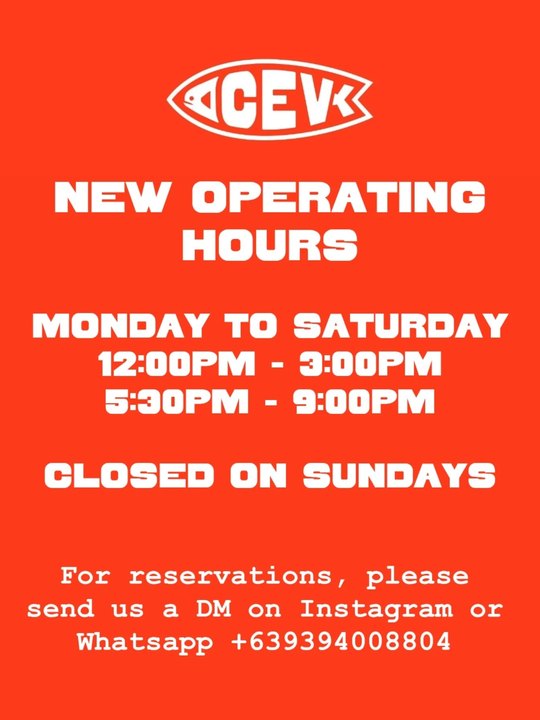 CEV
NEW OPERATING
HOURS
MONDAY TO SATURDAY
12:00PM - 3:00PM
5:30PM - 9:00PM
CLOSED ON SUNDAYS
For reservations, please
send us a DM on Instagram or
Whatsapp +639394008804